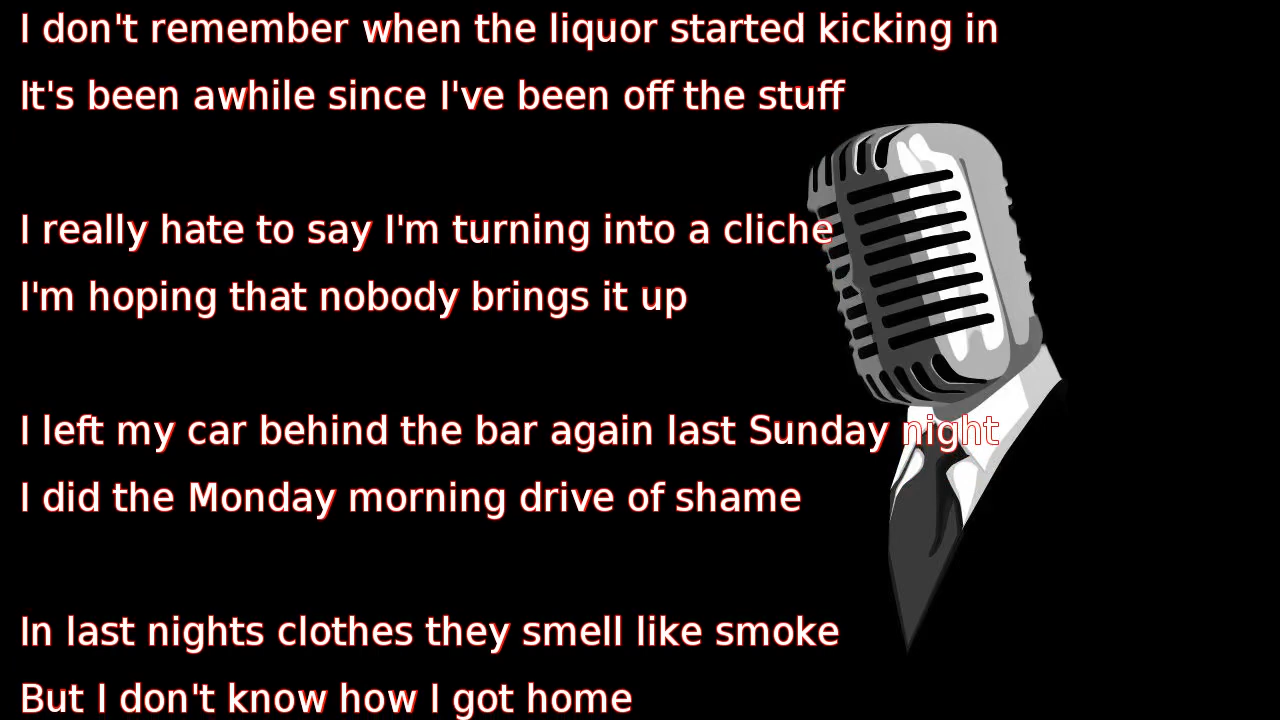 I don't remember when the liquor started kicking in
It's been awhile since I've been off the stuff
I really hate to say I'm turning into a cliche
I'm hoping that nobody brings it up
I left my car behind the bar again last Sunday night
I did the Monday morning drive of shame
In last nights clothes they smell like smoke
But I don't know how I got home